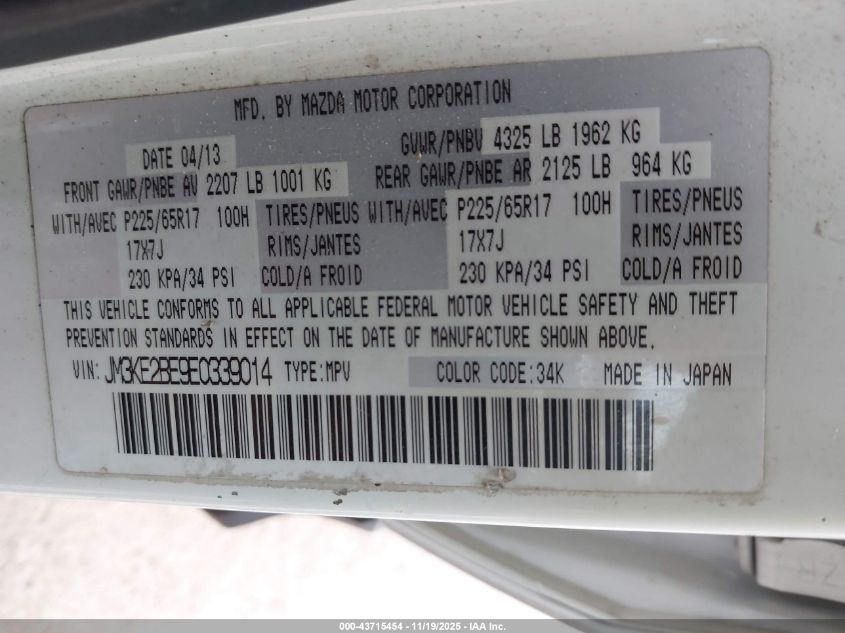 MFD. BY MAZDA MOTOR CORPORATION
DATE 04/13 GVWR/PNBV 4325 LB 1962 KG
FRONT GAWR/PNBE AV 2207 LB 1001 KG REAR GAWR/PNBE AR 2125 LB 964 KG
WITH/AVEC P225/65R17 100H TIRES/PNEUS WITH/AVEC P225/65R17 100H TIRES/PNEUS
17X7J RIMS/JANTES 17X7J RIMS/JANTES
230 KPA/34 PSI COLD/A FROID 230 KPA/34 PSI COLD/A FROID
THIS VEHICLE CONFORMS TO ALL APPLICABLE FEDERAL MOTOR VEHICLE SAFETY AND THEFT
PREVENTION STANDARDS IN EFFECT ON THE DATE OF MANUFACTURE SHOWN ABOVE.
VIN: JM3KE2BE9E0339014 TYPE:MPV COLOR CODE:34K MADE IN JAPAN
ZR
000-43715454 - 11/19/2025 - IAA Inc.